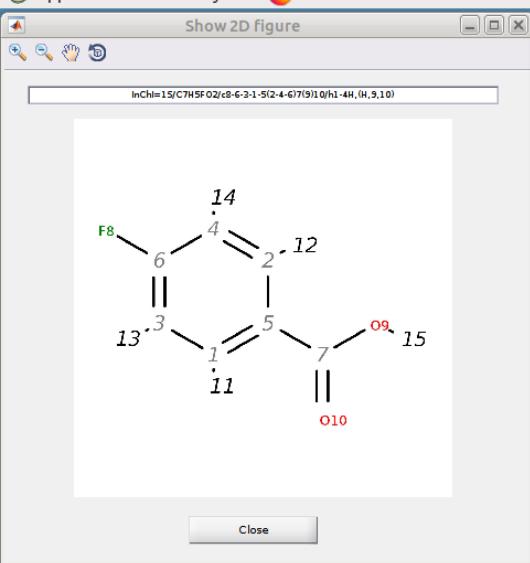 Show 2D figure
InChI=1S/C7H5FO2/c8-6-3-1-5(2-4-6)7(9)10/h1-4H,(H,9,10)
14
F8
4
12
6
2
13
3
5
O9
15
1
7
11
O10
Close